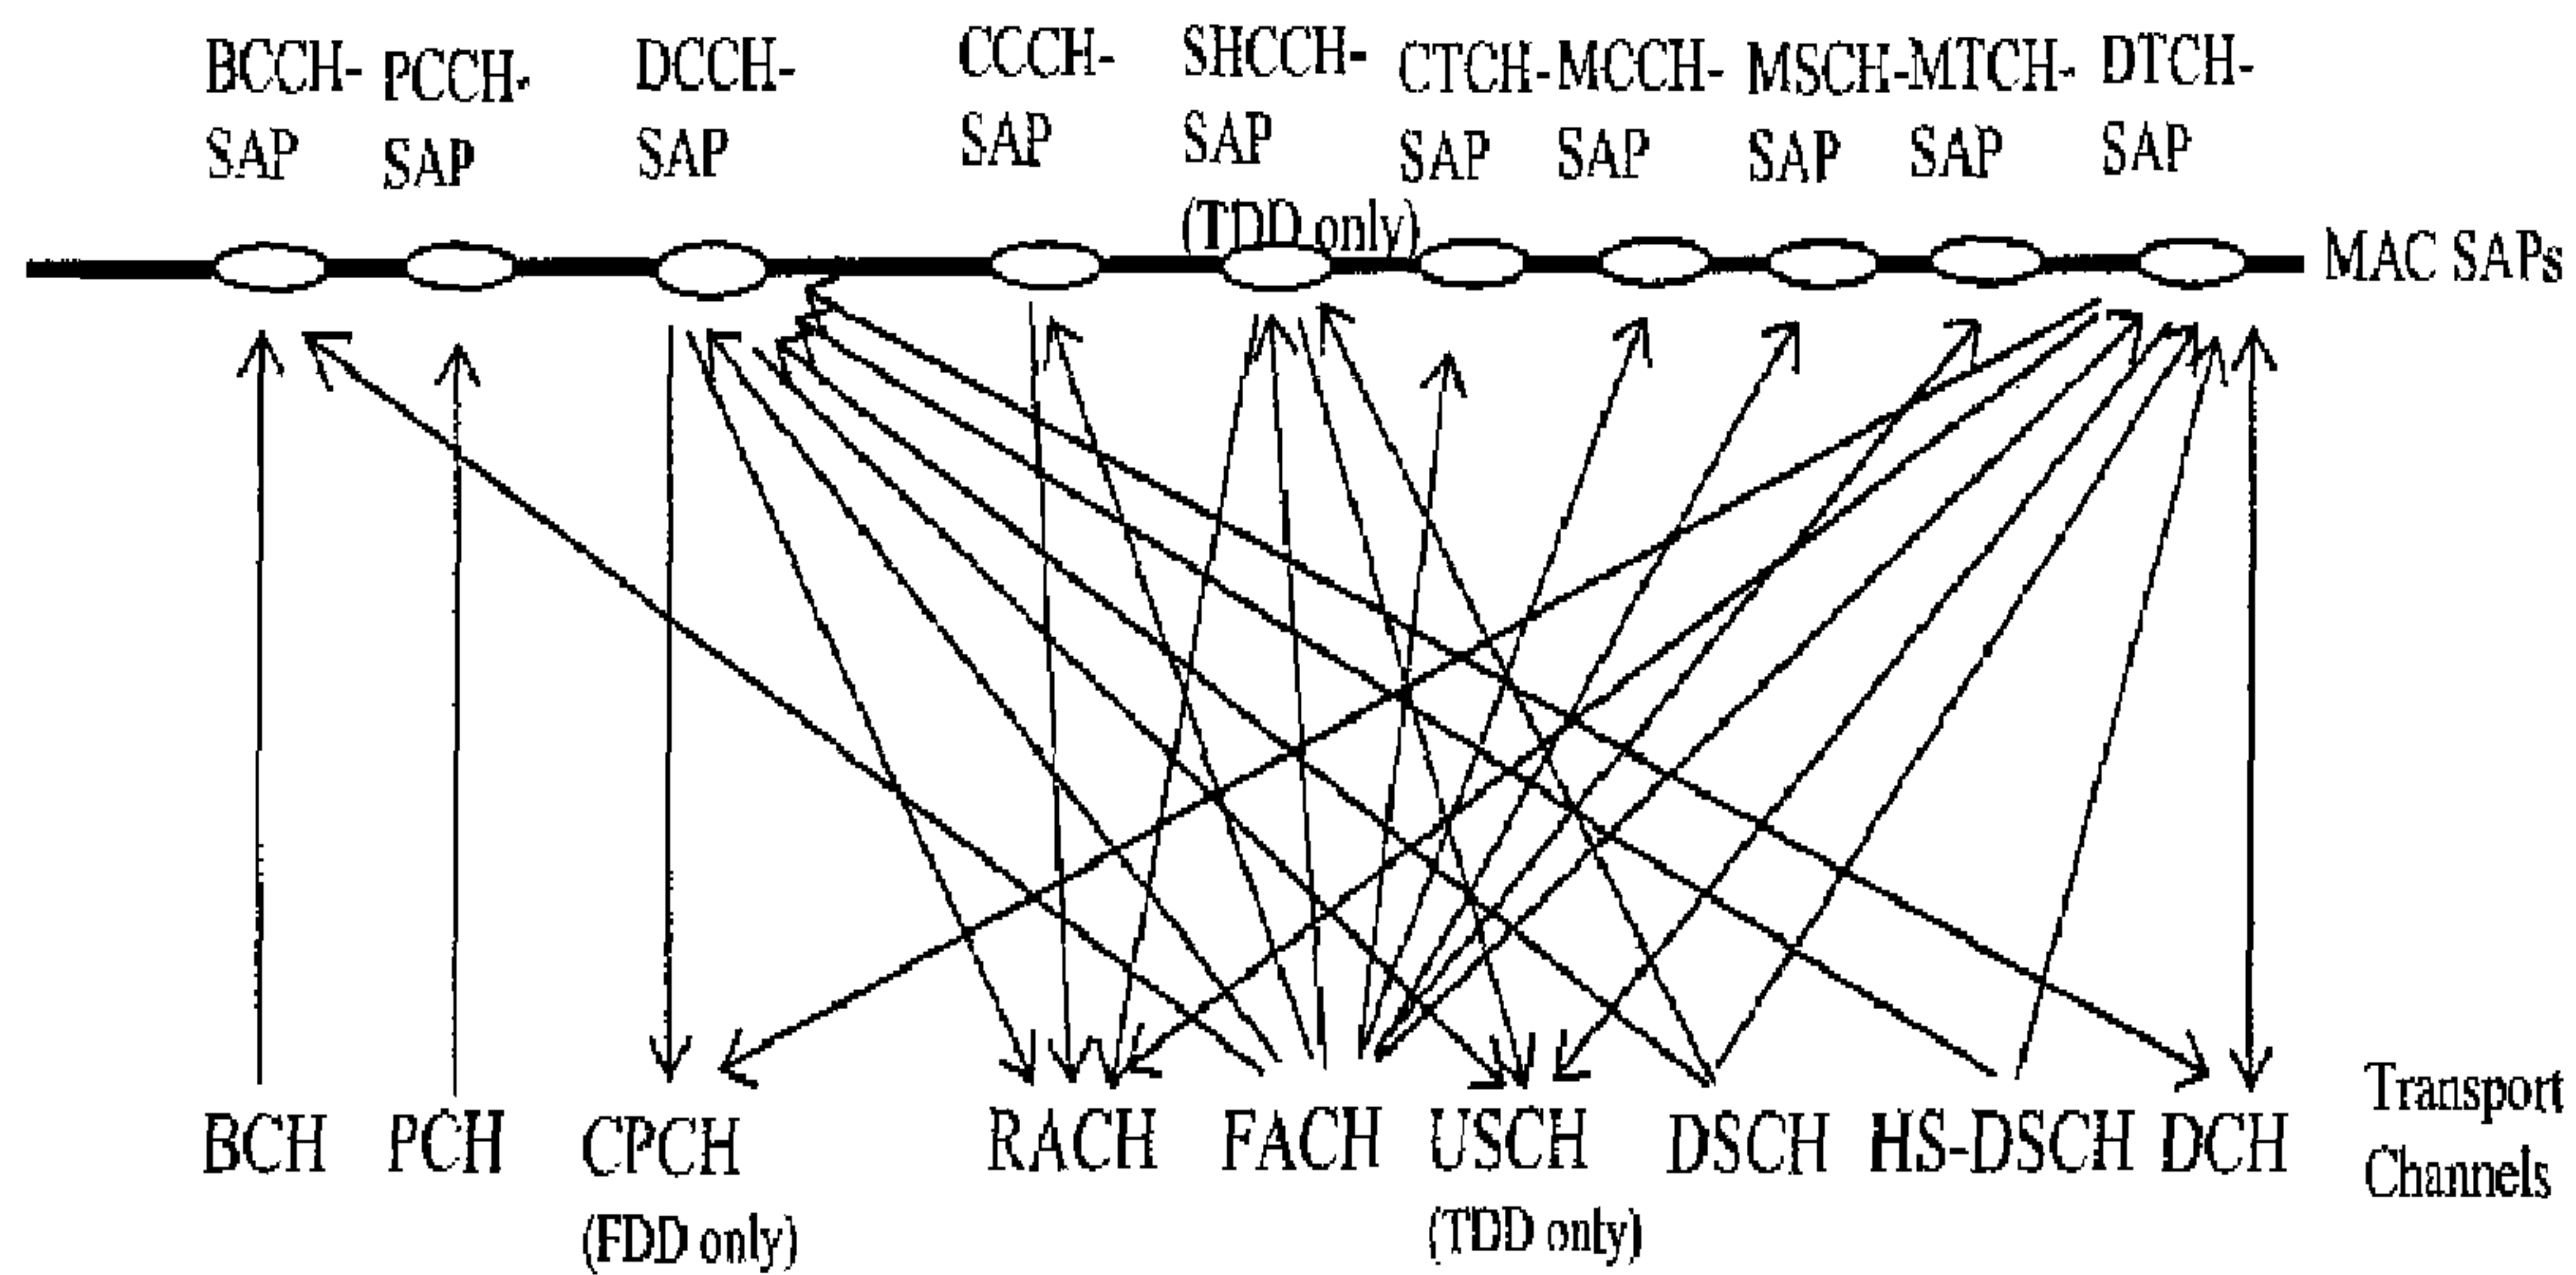 BCCH- PCCH- DCCH- CCCH- SHCCH- CTCH- MCCH- MSCH- MTCH- DTCH-
SAP SAP SAP SAP SAP SAP SAP SAP SAP SAP
(TDD only)
MAC SAPs
BCH PCH CPCH RACH FACH USCH DSCH HS-DSCH DCH
(FDD only) (TDD only)
Transport
Channels